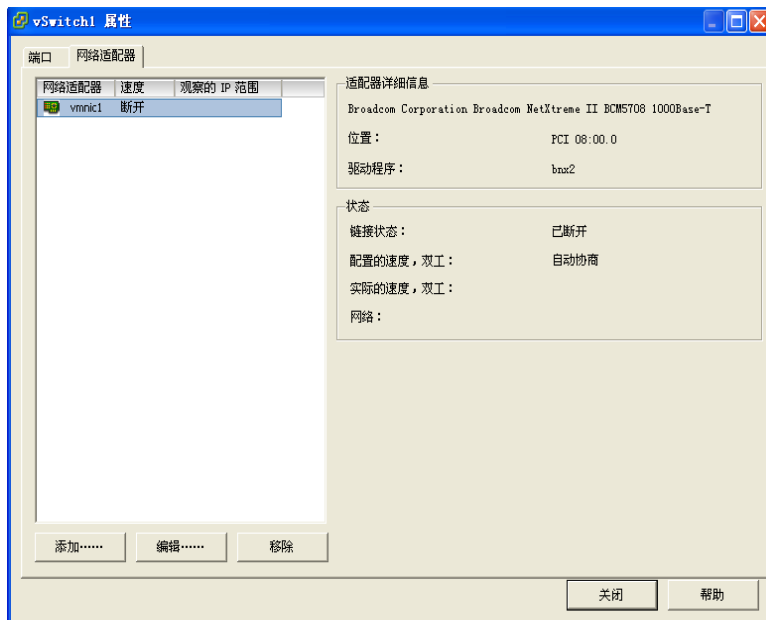 vSwitch1 属性
端口 网络适配器
网络适配器 速度 观察的 IP 范围
vmnic1 断开
适配器详细信息
Broadcom Corporation Broadcom NetXtreme II BCM5708 1000Base-T
位置： PCI 08:00.0
驱动程序： bnx2
状态
链接状态： 已断开
配置的速度，双工： 自动协商
实际的速度，双工：
网络：
添加…… 编辑…… 移除
关闭 帮助